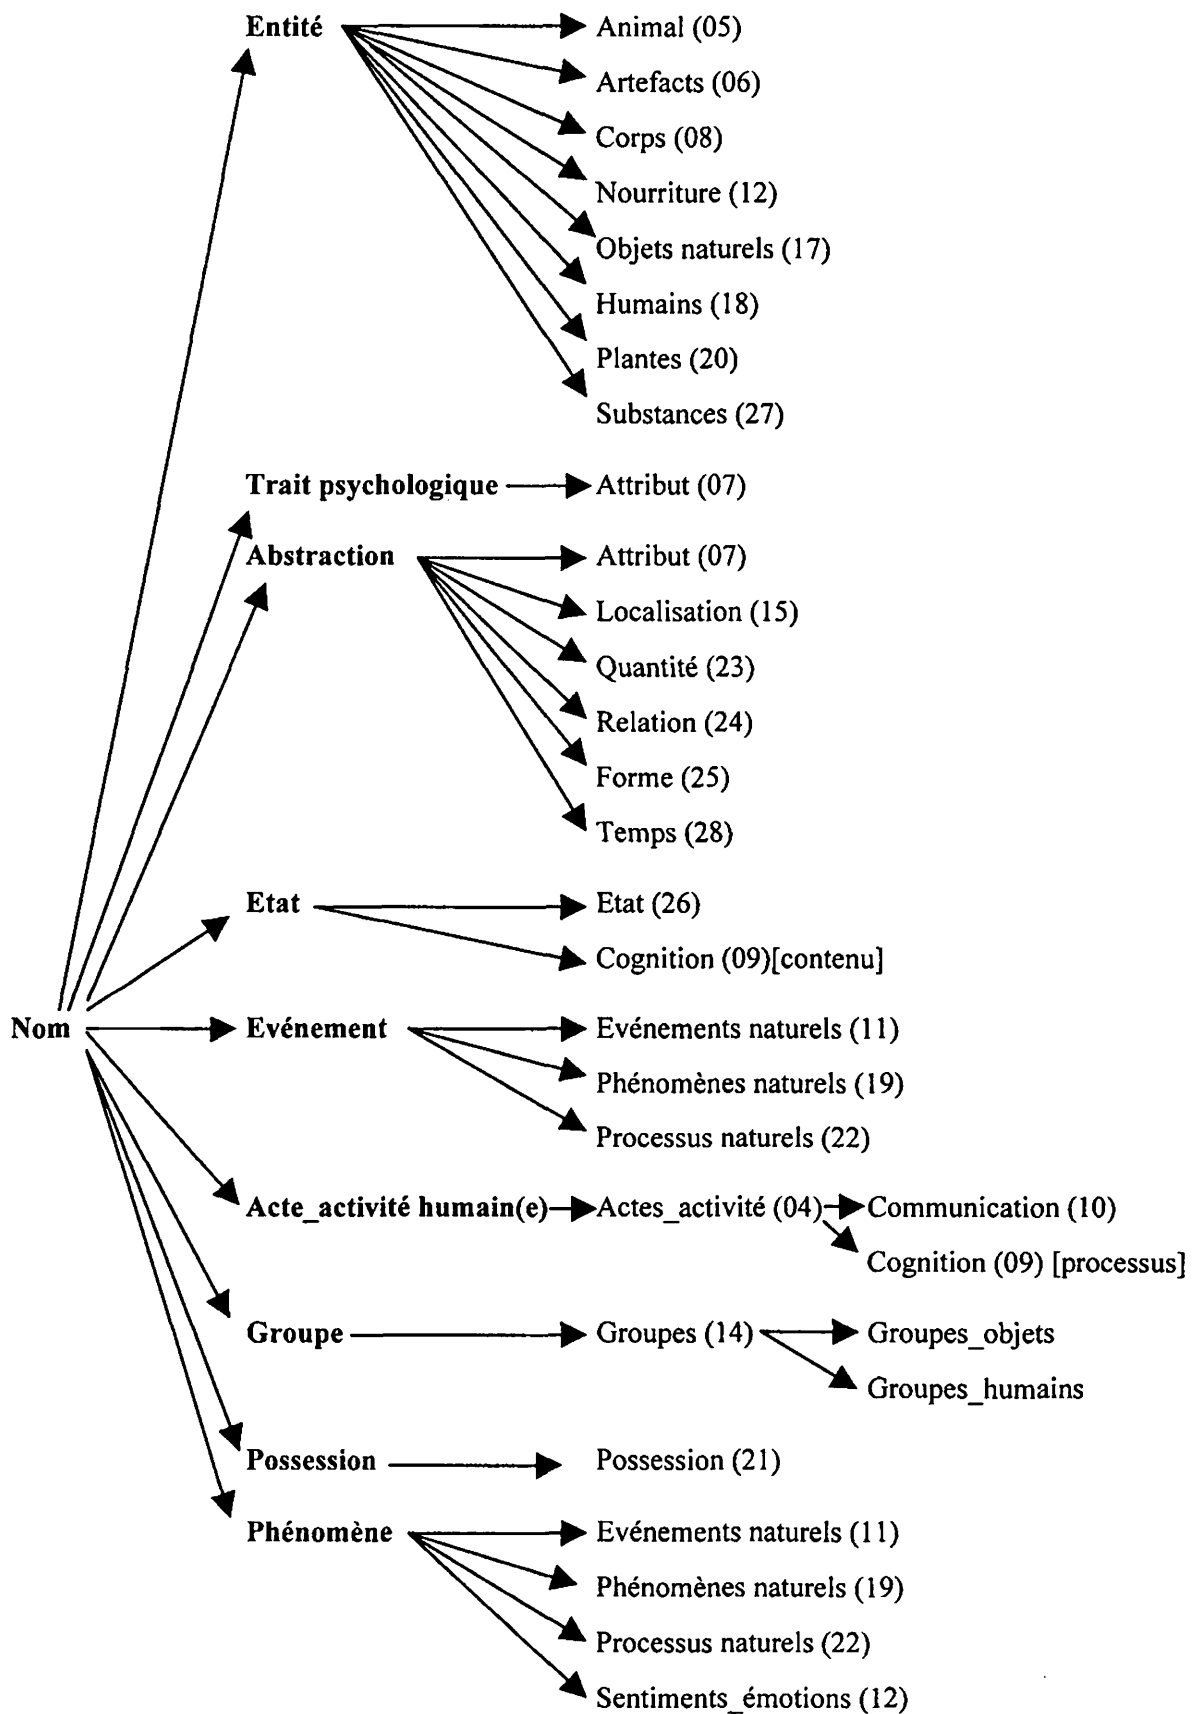 Entité Animal (05)
Artefacts (06)
Corps (08)
Nourriture (12)
Objets naturels (17)
Humains (18)
Plantes (20)
Substances (27)
Trait psychologique Attribut (07)
Abstraction Attribut (07)
Localisation (15)
Quantité (23)
Relation (24)
Forme (25)
Temps (28)
Etat Etat (26)
Cognition (09)[contenu]
Nom Evénement Evénements naturels (11)
Phénomènes naturels (19)
Processus naturels (22)
Acte_activité humain(e) Actes_activité (04) Communication (10)
Cognition (09) [processus]
Groupe Groupes (14) Groupes_objets
Groupes_humains
Possession Possession (21)
Phénomène Evénements naturels (11)
Phénomènes naturels (19)
Processus naturels (22)
Sentiments_émotions (12)